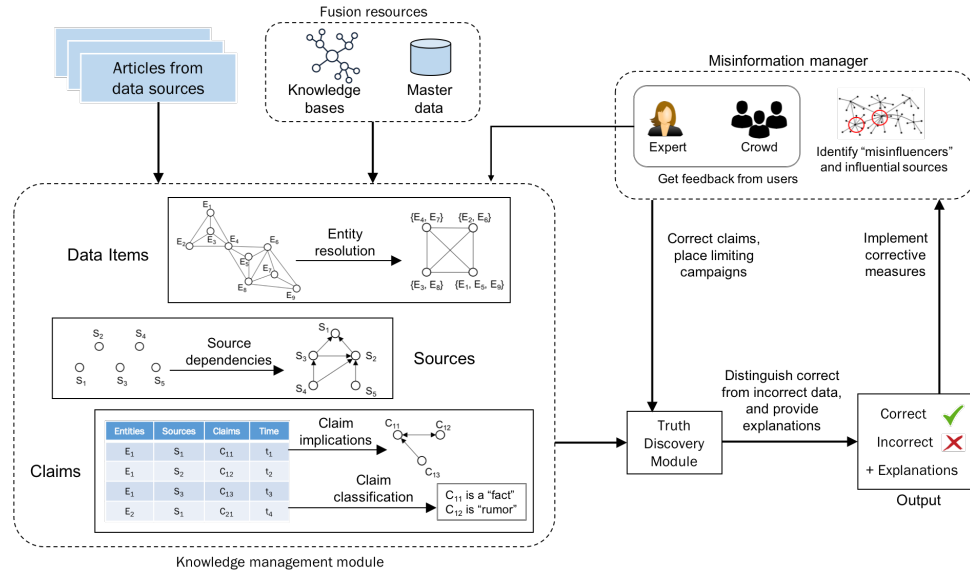 Fusion resources
Articles from
data sources
Knowledge
bases
Master
data
Misinformation manager
Expert
Crowd
Get feedback from users
Identify “misinfluencers”
and influential sources
Data Items
E1
E2
E3
E4
E5
E6
E7
E8
E9
Entity
resolution
{E4, E7}
{E2, E6}
{E3, E8}
{E1, E5, E9}
S2
S4
S1
S3
S5
Source
dependencies
S1
S3
S2
S4
S5
Sources
Claims
Entities Sources Claims Time
E1 S1 C11 t1
E1 S2 C12 t2
E1 S3 C13 t3
E2 S1 C21 t4
Claim
implications
C11
C12
C13
Claim
classification
C11 is a “fact”
C12 is “rumor”
Knowledge management module
Correct claims,
place limiting
campaigns
Implement
corrective
measures
Truth
Discovery
Module
Distinguish correct
from incorrect data,
and provide
explanations
Correct
Incorrect
+ Explanations
Output